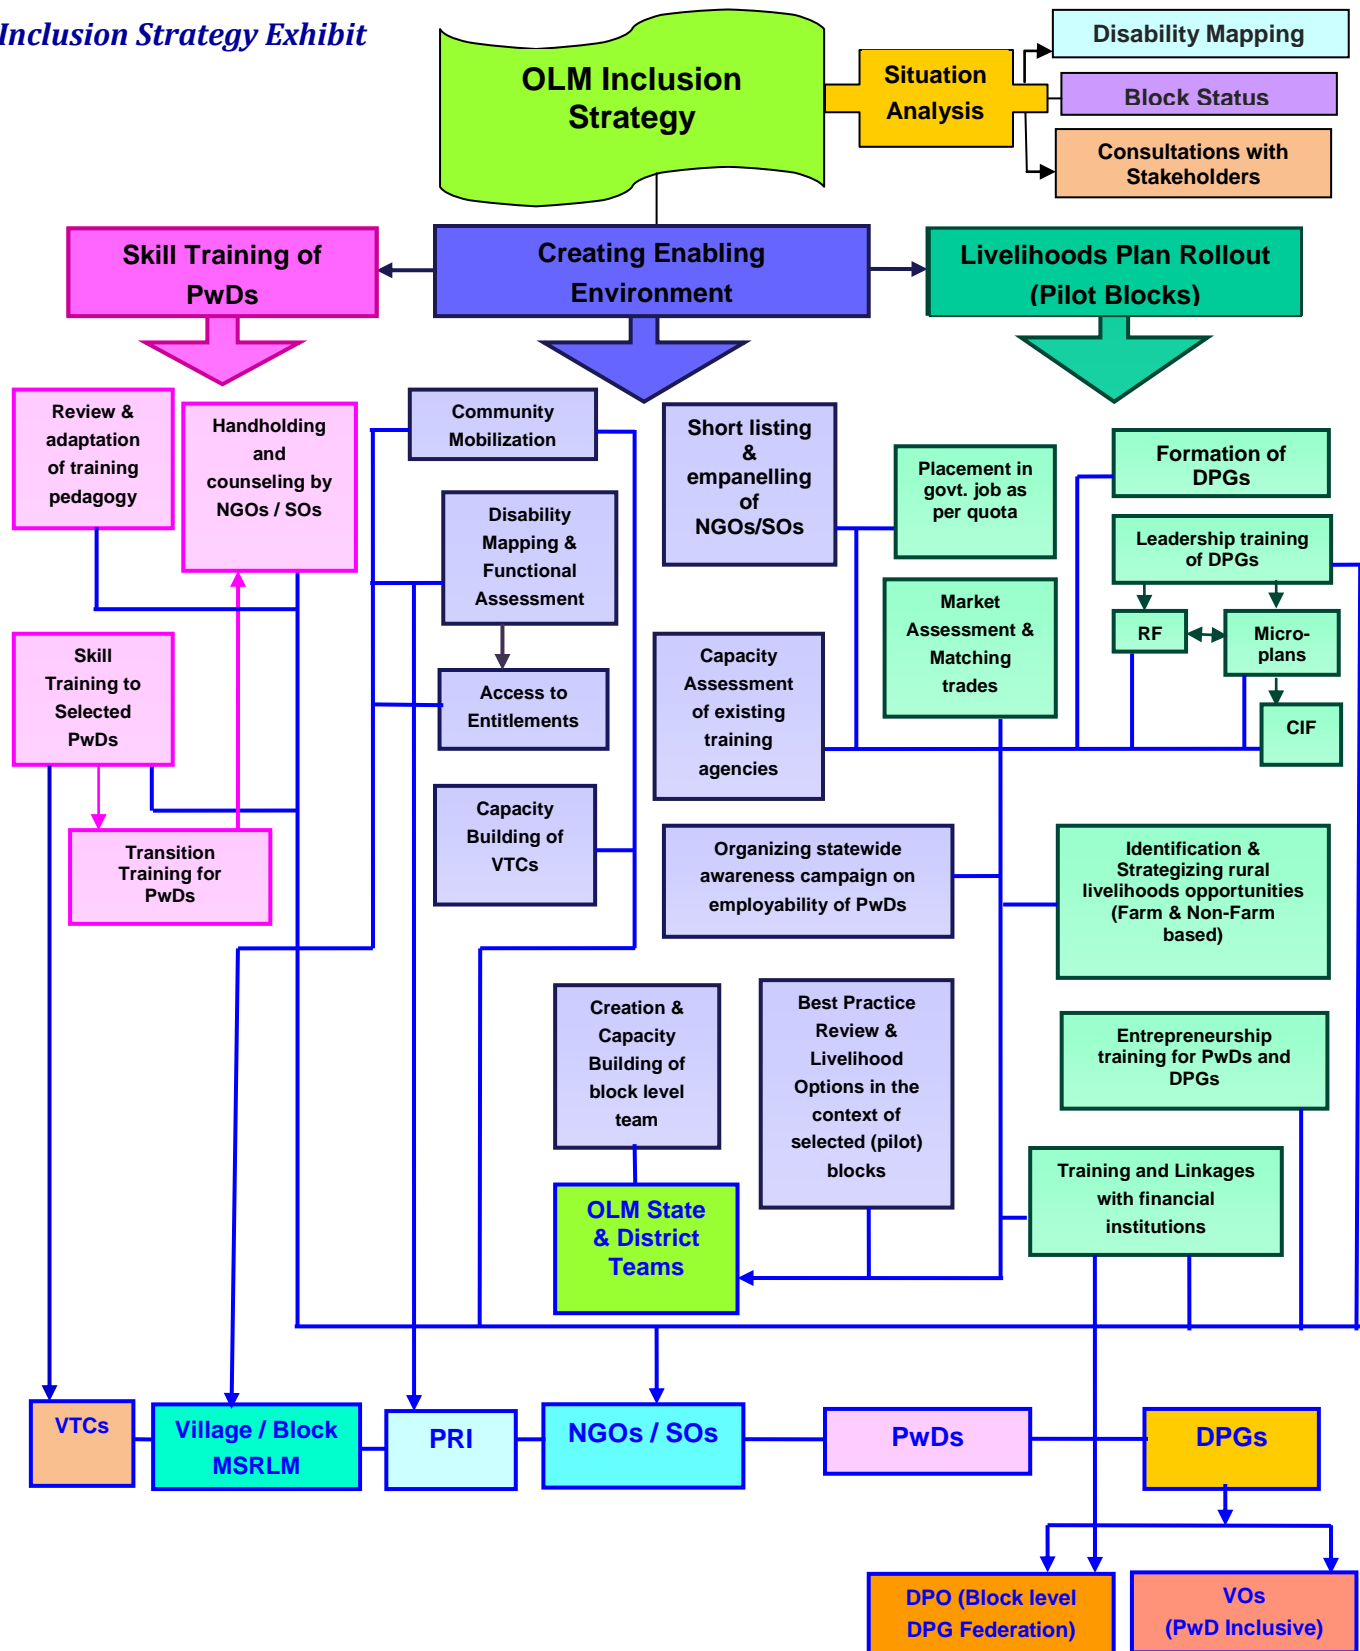 Inclusion Strategy Exhibit
OLM Inclusion
Strategy
Situation
Analysis
Disability Mapping
Block Status
Consultations with
Stakeholders
Skill Training of
PwDs
Creating Enabling
Environment
Livelihoods Plan Rollout
(Pilot Blocks)
Review &
adaptation
of training
pedagogy
Handholding
and
counseling by
NGOs / SOs
Skill
Training to
Selected
PwDs
Transition
Training for
PwDs
Community
Mobilization
Disability
Mapping &
Functional
Assessment
Access to
Entitlements
Capacity
Building of
VTCs
Short listing
&
empanelling
of
NGOs/SOs
Capacity
Assessment
of existing
training
agencies
Organizing statewide
awareness campaign on
employability of PwDs
Creation &
Capacity
Building of
block level
team
Best Practice
Review &
Livelihood
Options in the
context of
selected (pilot)
blocks
OLM State
& District
Teams
Placement in
govt. job as
per quota
Market
Assessment &
Matching
trades
Formation of
DPGs
Leadership training
of DPGs
RF
Micro-
plans
CIF
Identification &
Strategizing rural
livelihoods opportunities
(Farm & Non-Farm
based)
Entrepreneurship
training for PwDs and
DPGs
Training and Linkages
with financial
institutions
VTCs
Village / Block
MSRLM
PRI
NGOs / SOs
PwDs
DPGs
DPO (Block level
DPG Federation)
VOs
(PwD Inclusive)